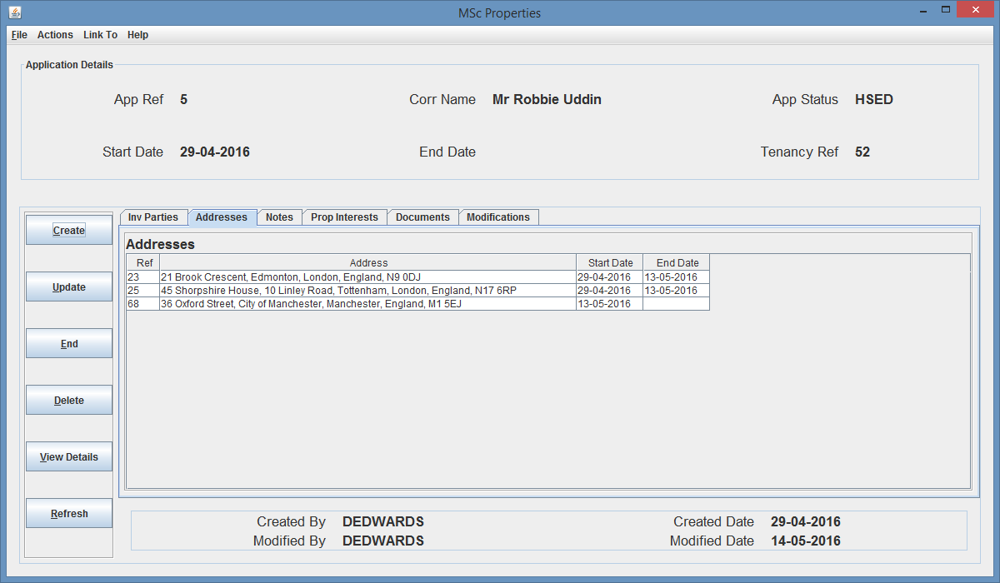 MSc Properties
File Actions Link To Help
Application Details
App Ref 5 Corr Name Mr Robbie Uddin App Status HSED
Start Date 29-04-2016 End Date Tenancy Ref 52
Inv Parties Addresses Notes Prop Interests Documents Modifications
Create
Update
End
Delete
View Details
Refresh
Addresses
Ref Address Start Date End Date
23 21 Brook Crescent, Edmonton, London, England, N9 0DJ 29-04-2016 13-05-2016
25 45 Shorpshire House, 10 Linley Road, Tottenham, London, England, N17 6RP 29-04-2016 13-05-2016
68 36 Oxford Street, City of Manchester, Manchester, England, M1 5EJ 13-05-2016
Created By DEDWARDS Created Date 29-04-2016
Modified By DEDWARDS Modified Date 14-05-2016